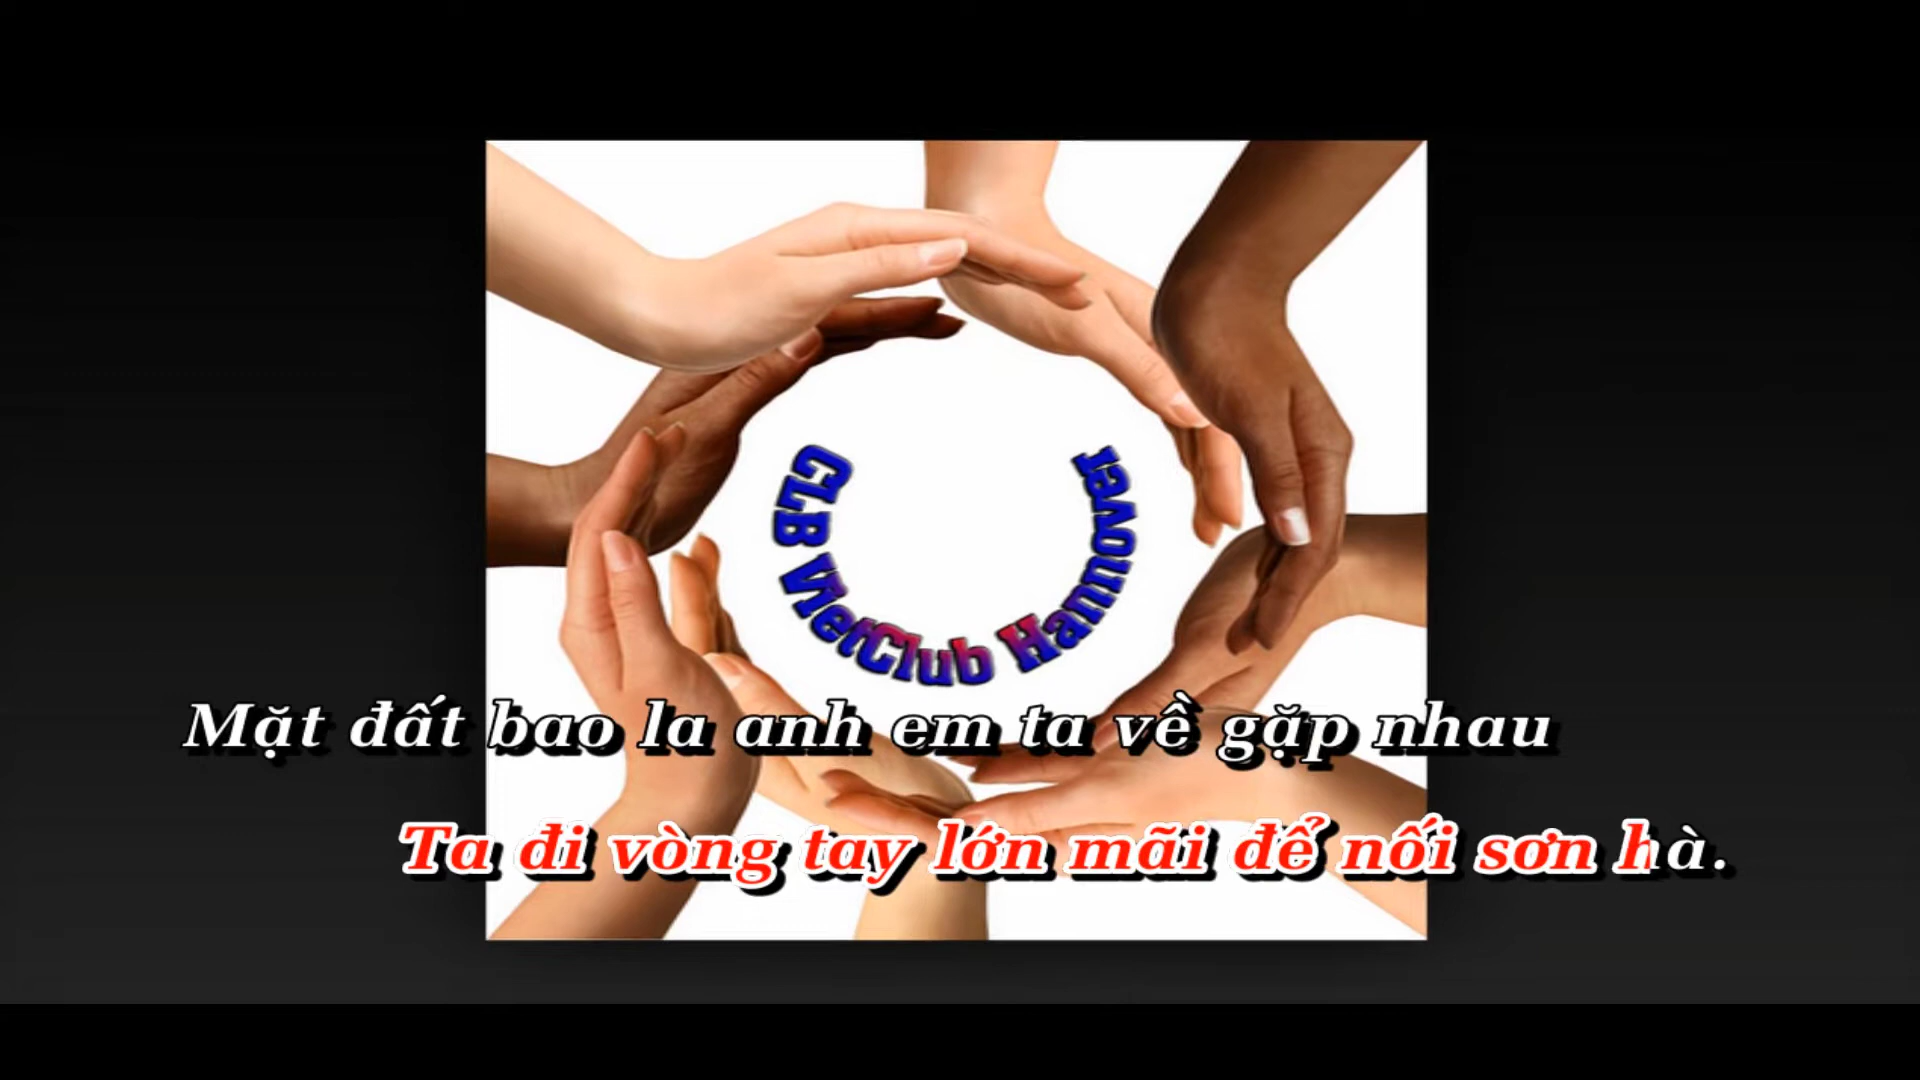 CLB VietClub Hannover
Mặt đất bao la anh em ta về gặp nhau
Ta đi vòng tay lớn mãi để nối sơn hà.